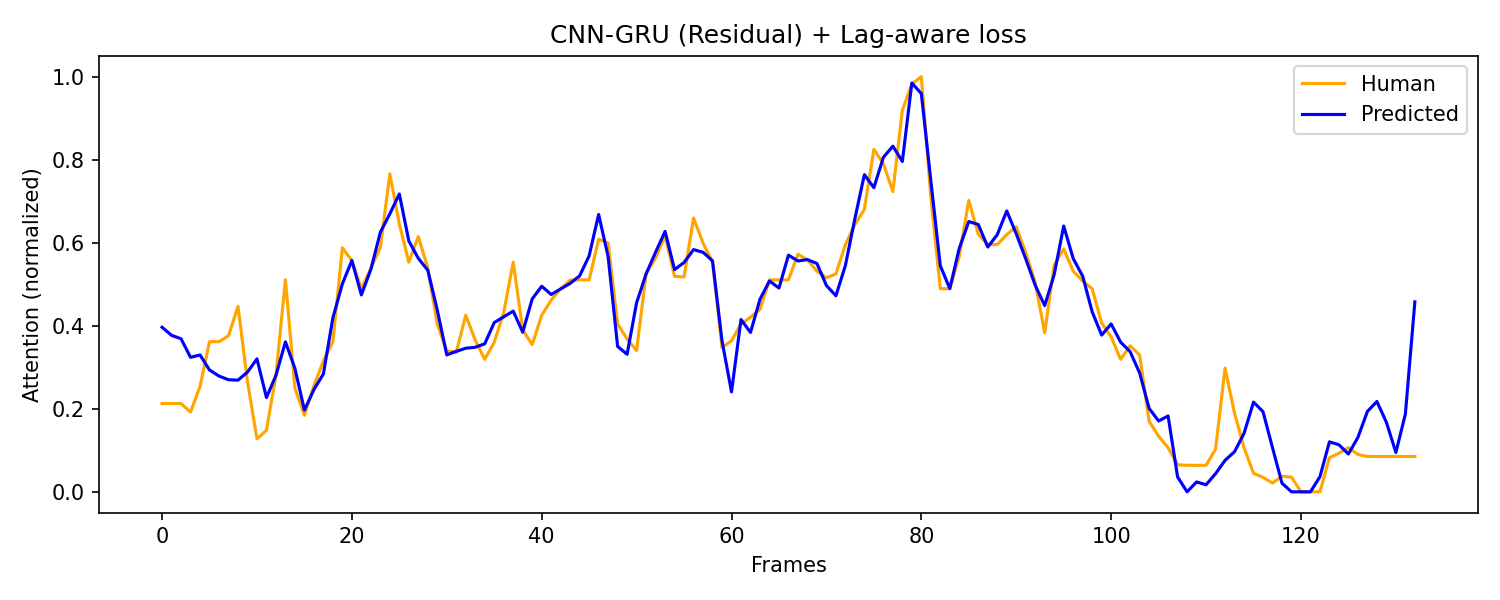 CNN-GRU (Residual) + Lag-aware loss
Human
Predicted
Attention (normalized)
1.0
0.8
0.6
0.4
0.2
0.0
0 20 40 60 80 100 120
Frames